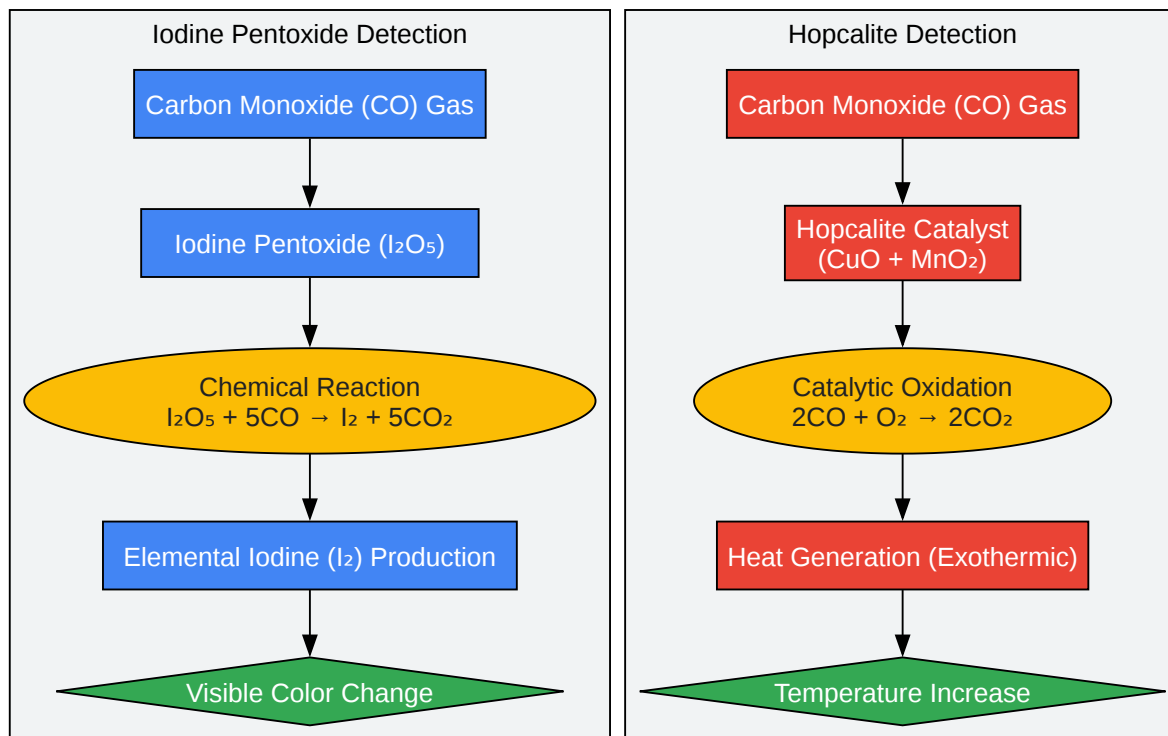 Iodine Pentoxide Detection
Carbon Monoxide (CO) Gas
Iodine Pentoxide (I₂O₅)
Chemical Reaction
I₂O₅ + 5CO → I₂ + 5CO₂
Elemental Iodine (I₂) Production
Visible Color Change
Hopcalite Detection
Carbon Monoxide (CO) Gas
Hopcalite Catalyst
(CuO + MnO₂)
Catalytic Oxidation
2CO + O₂ → 2CO₂
Heat Generation (Exothermic)
Temperature Increase